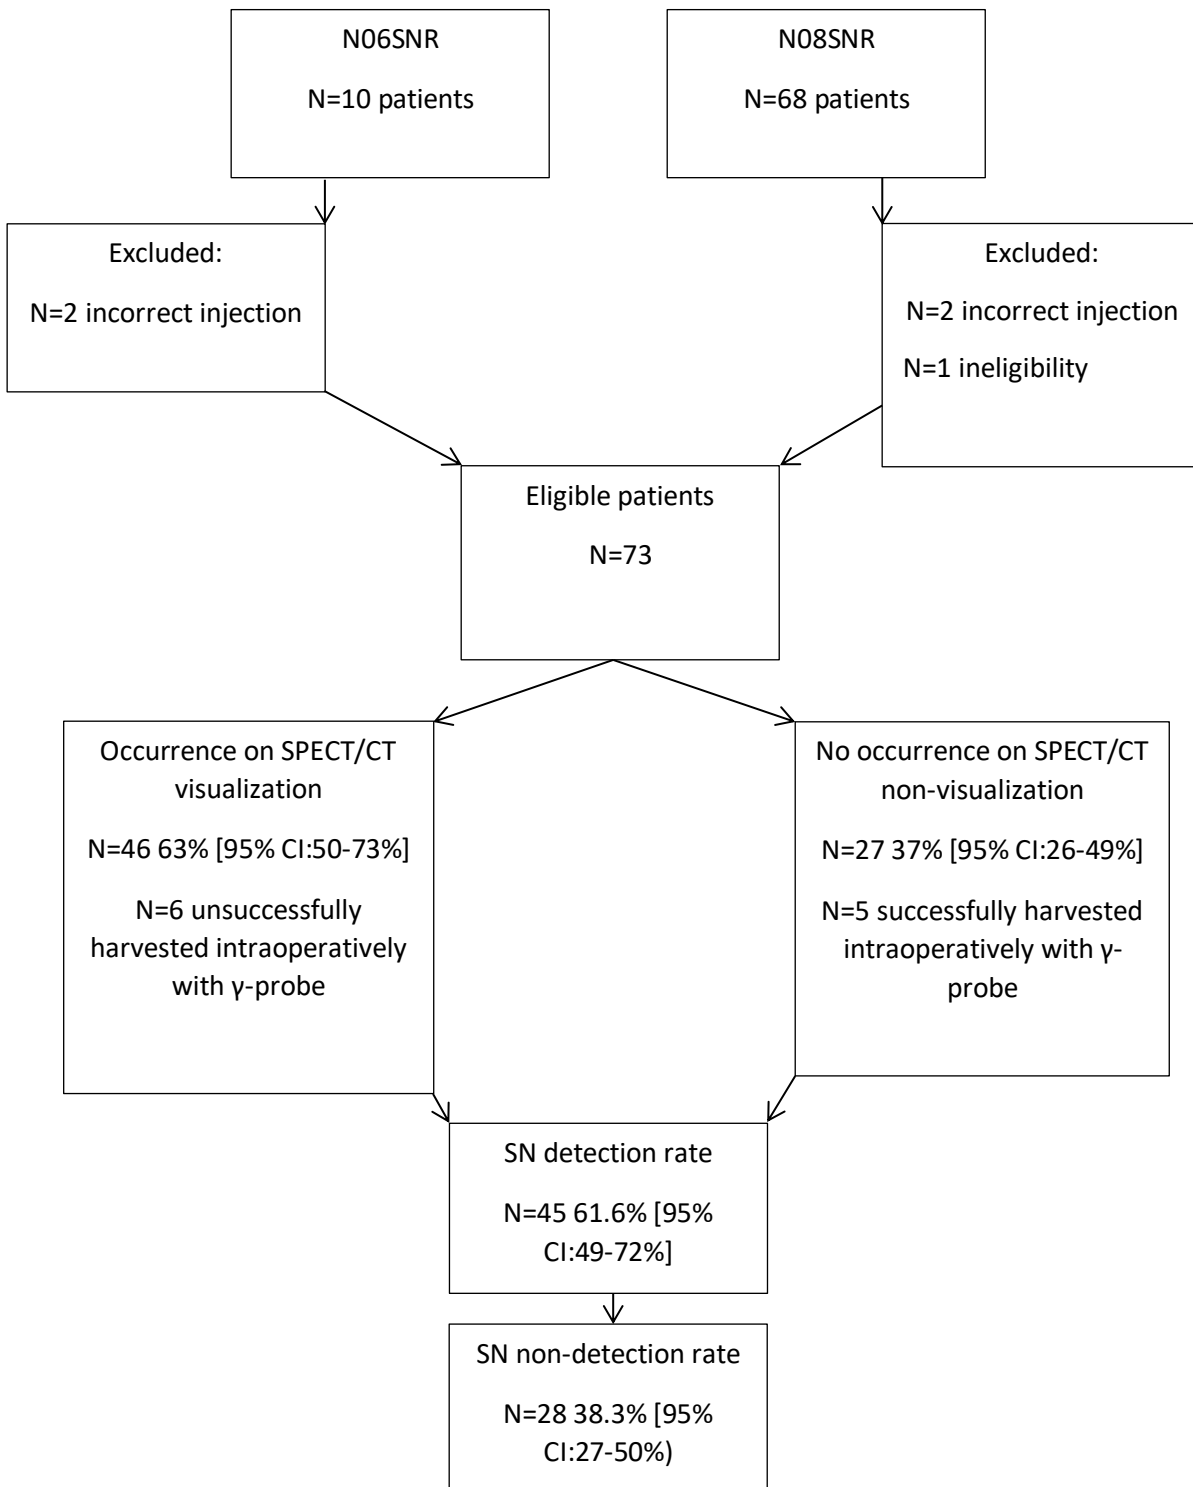 N06SNR
N=10 patients
N08SNR
N=68 patients
Excluded:
N=2 incorrect injection
Excluded:
N=2 incorrect injection
N=1 ineligibility
Eligible patients
N=73
Occurrence on SPECT/CT
visualization
N=46 63% [95% CI:50-73%]
N=6 unsuccessfully
harvested intraoperatively
with γ-probe
No occurrence on SPECT/CT
non-visualization
N=27 37% [95% CI:26-49%]
N=5 successfully harvested
intraoperatively with γ-
probe
SN detection rate
N=45 61.6% [95%
CI:49-72%]
SN non-detection rate
N=28 38.3% [95%
CI:27-50%)